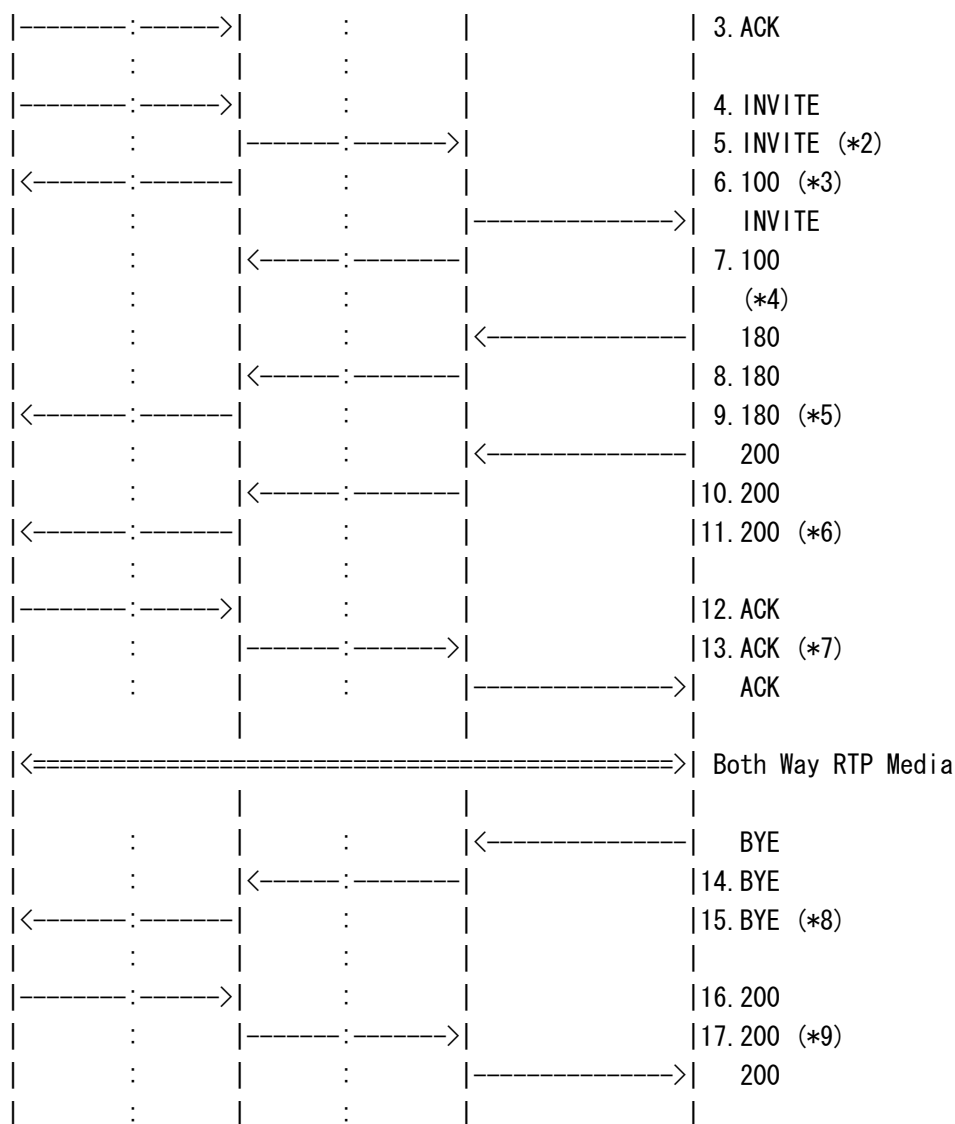 |--------:------>|       :        |                | 3. ACK
|        :       |       :        |                |
|--------:------>|       :        |                | 4. INVITE
|        :       |-------:------->|                | 5. INVITE (*2)
|<-------:-------|       :        |                | 6. 100 (*3)
|        :       |       :        |--------------->|   INVITE
|        :       |<------:--------|                | 7. 100
|        :       |       :        |                |   (*4)
|        :       |       :        |<---------------|   180
|        :       |<------:--------|                | 8. 180
|<-------:-------|       :        |                | 9. 180 (*5)
|        :       |       :        |<---------------|   200
|        :       |<------:--------|                |10. 200
|<-------:-------|       :        |                |11. 200 (*6)
|        :       |       :        |                |
|--------:------>|       :        |                |12. ACK
|        :       |-------:------->|                |13. ACK (*7)
|        :       |       :        |--------------->|   ACK
|                |                |                |
|<================================================>| Both Way RTP Media
|                |                |                |
|        :       |       :        |<---------------|   BYE
|        :       |<------:--------|                |14. BYE
|<-------:-------|       :        |                |15. BYE (*8)
|        :       |       :        |                |
|--------:------>|       :        |                |16. 200
|        :       |-------:------->|                |17. 200 (*9)
|        :       |       :        |--------------->|   200
|        :       |       :        |                |